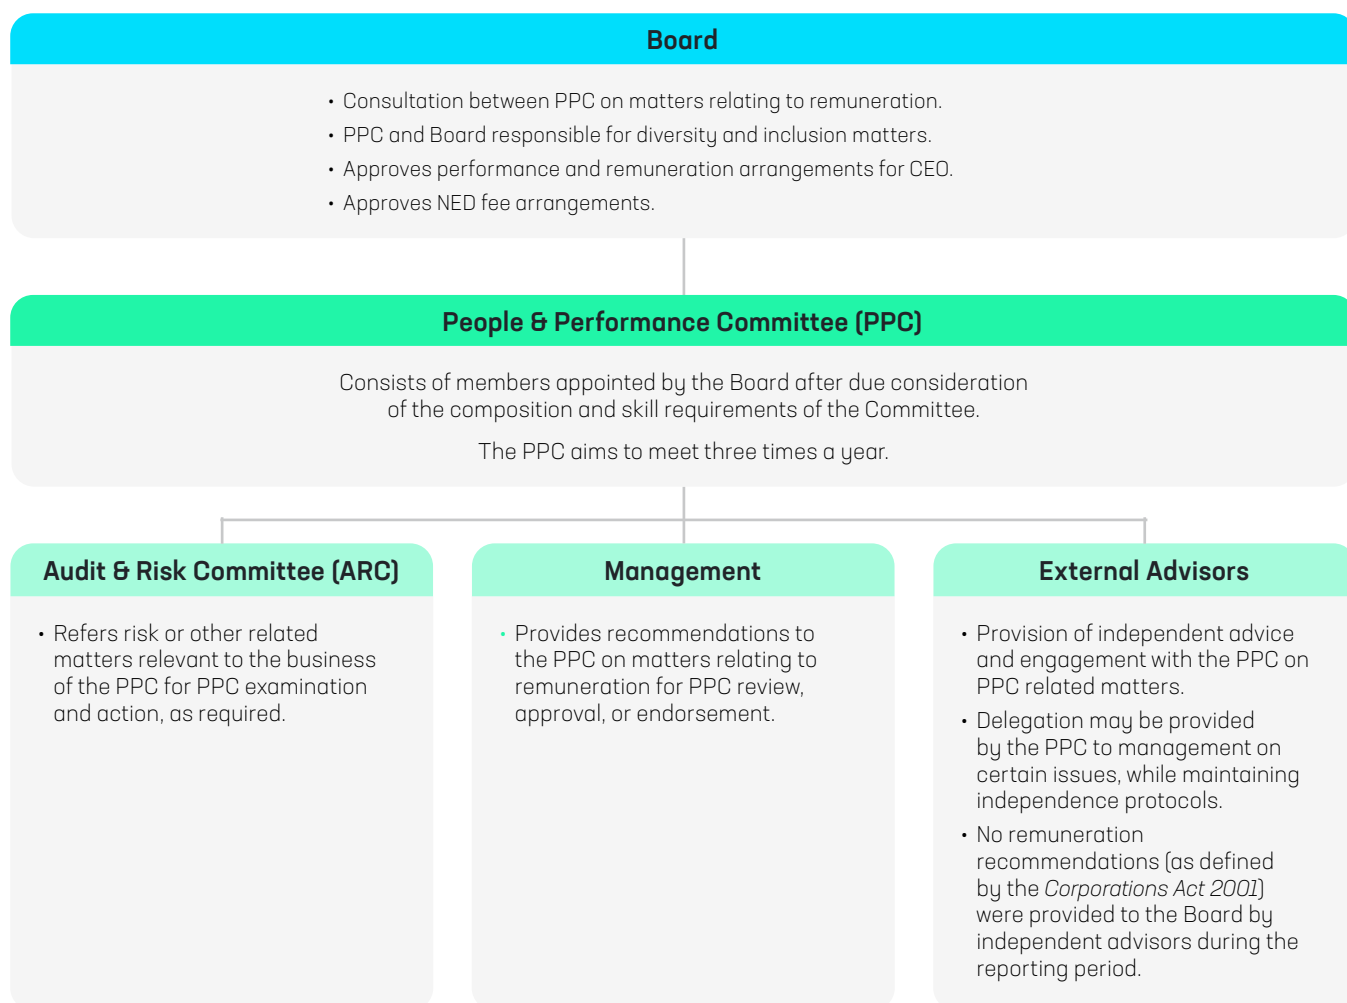 Board
• Consultation between PPC on matters relating to remuneration.
• PPC and Board responsible for diversity and inclusion matters.
• Approves performance and remuneration arrangements for CEO.
• Approves NED fee arrangements.
People & Performance Committee (PPC)
Consists of members appointed by the Board after due consideration
of the composition and skill requirements of the Committee.
The PPC aims to meet three times a year.
Audit & Risk Committee (ARC)
• Refers risk or other related
matters relevant to the business
of the PPC for PPC examination
and action, as required.
Management
• Provides recommendations to
the PPC on matters relating to
remuneration for PPC review,
approval, or endorsement.
External Advisors
• Provision of independent advice
and engagement with the PPC on
PPC related matters.
• Delegation may be provided
by the PPC to management on
certain issues, while maintaining
independence protocols.
• No remuneration
recommendations (as defined
by the Corporations Act 2001)
were provided to the Board by
independent advisors during the
reporting period.